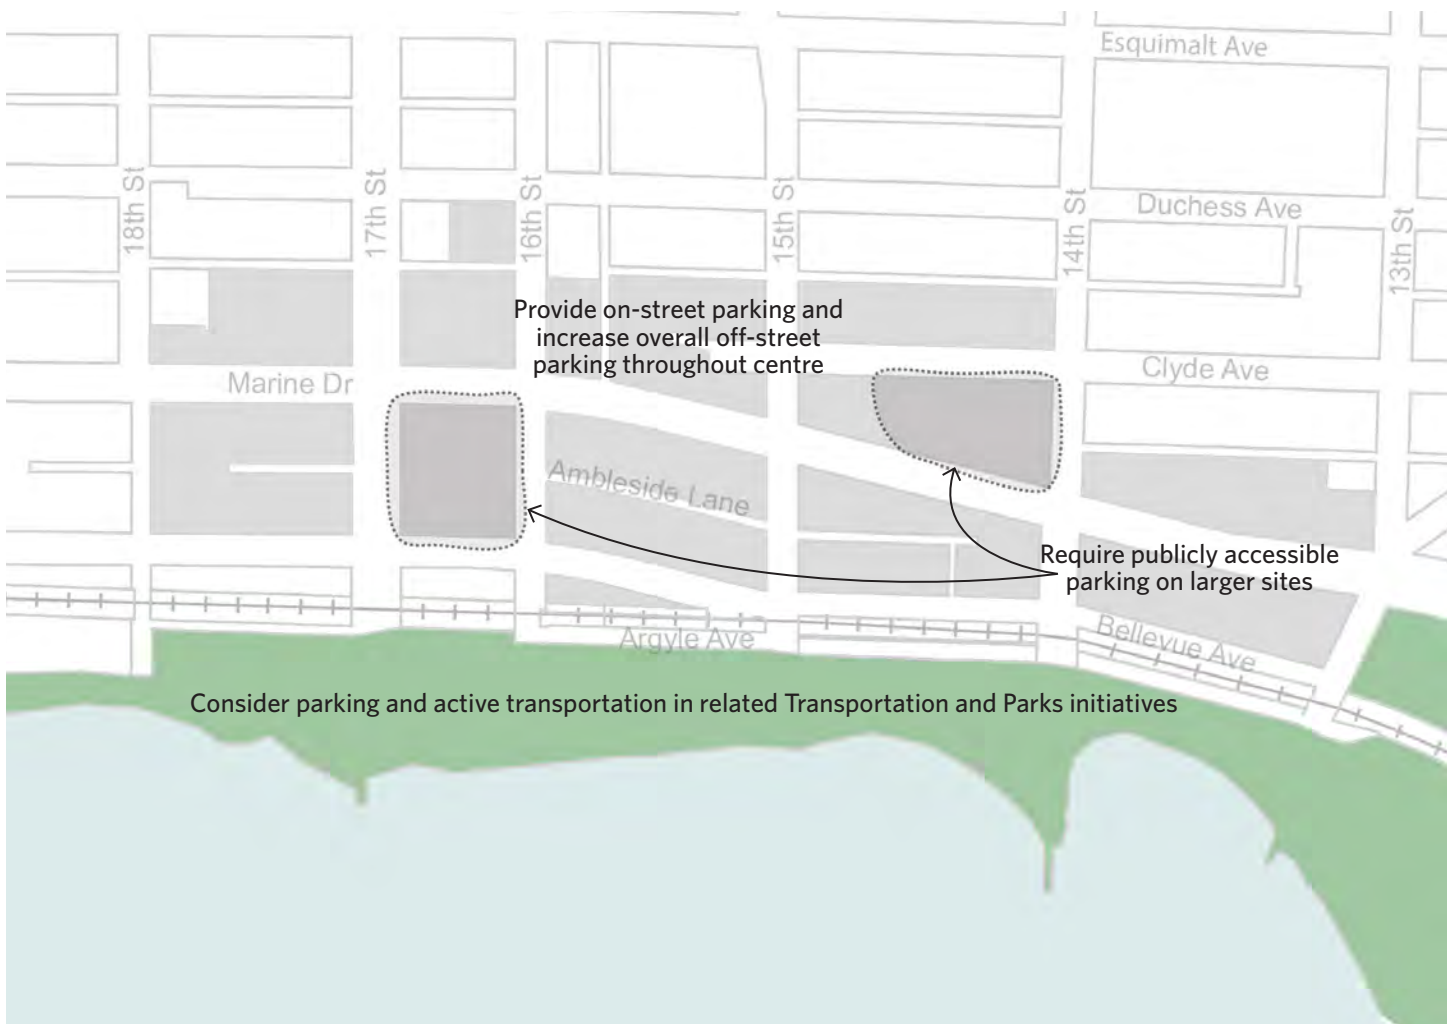 Esquimalt Ave
18th St
17th St
16th St
15th St
14th St
13th St
Duchess Ave
Provide on-street parking and
increase overall off-street
parking throughout centre
Marine Dr
Clyde Ave
Ambleside Lane
Require publicly accessible
parking on larger sites
Argyle Ave
Bellevue Ave
Consider parking and active transportation in related Transportation and Parks initiatives